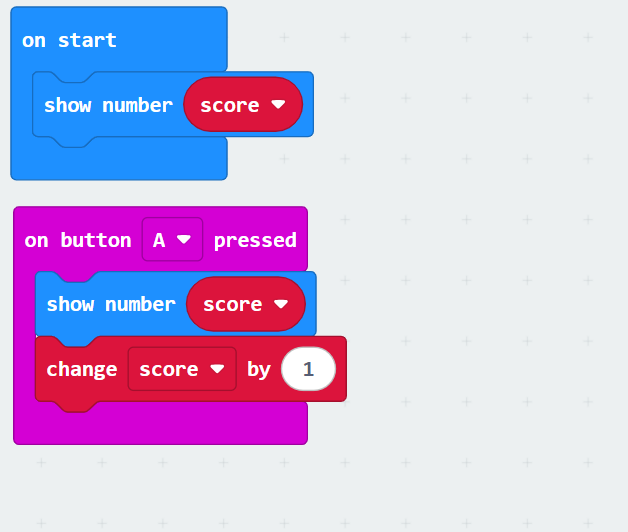 on start
show number score
on button A pressed
show number score
change score by 1